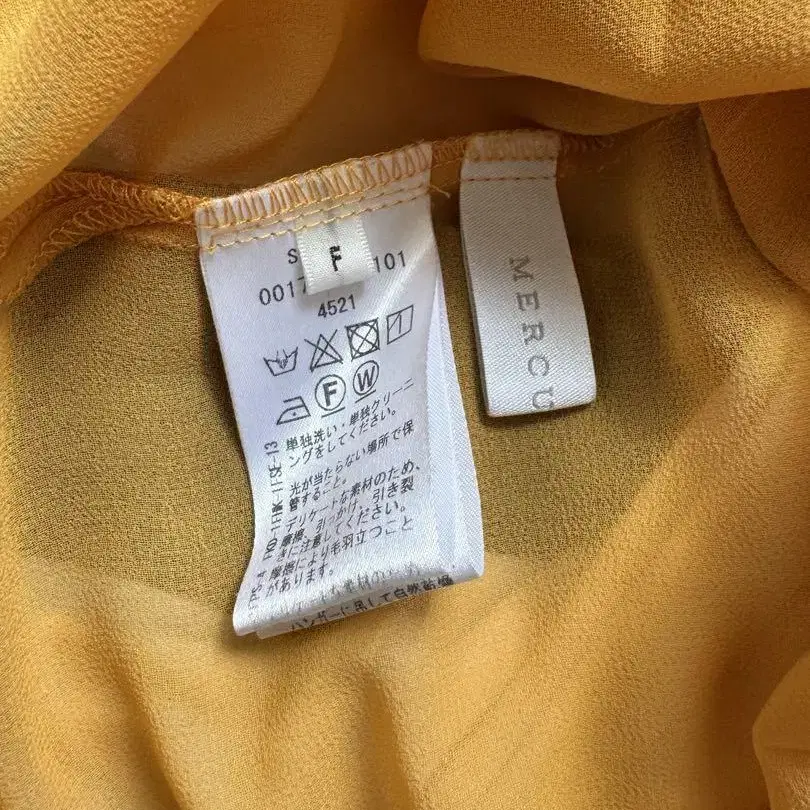 F
101
0017
4521
F W
単独洗い・単独クリーニ
ングをしてください。
光が当たらない場所で保
管すること。
デリケートな素材のため、
摩擦、引っかけ、引き裂
きに注意してください。
摩擦により毛羽立つこと
があります。
ハンガーに吊して自然乾燥
MERCU